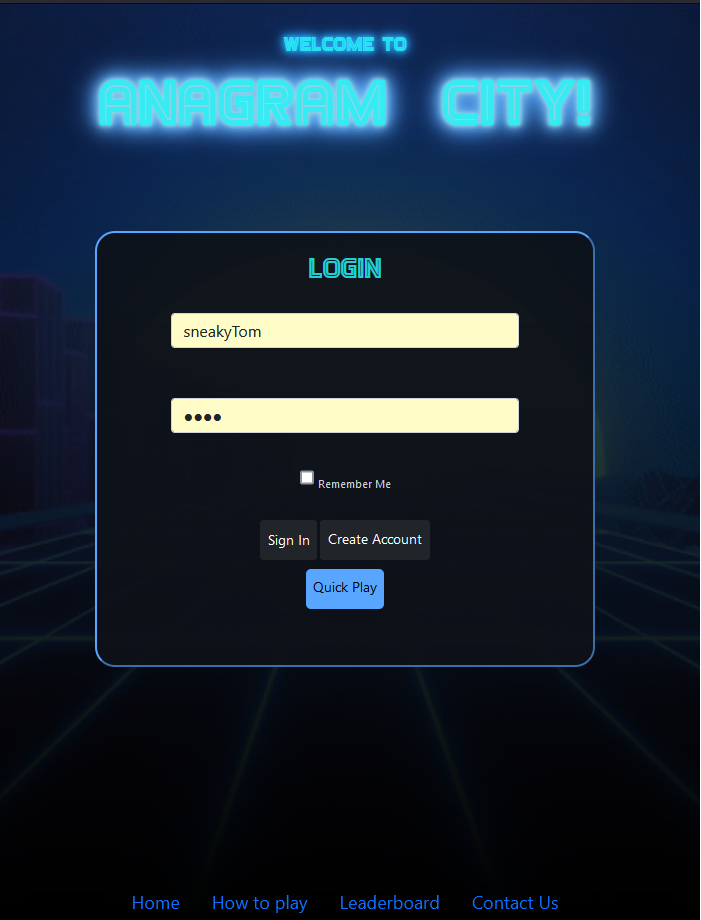 WELCOME TO
ANAGRAM CITY!
LOGIN
sneakyTom
••••
Remember Me
Sign In Create Account
Quick Play
Home How to play Leaderboard Contact Us